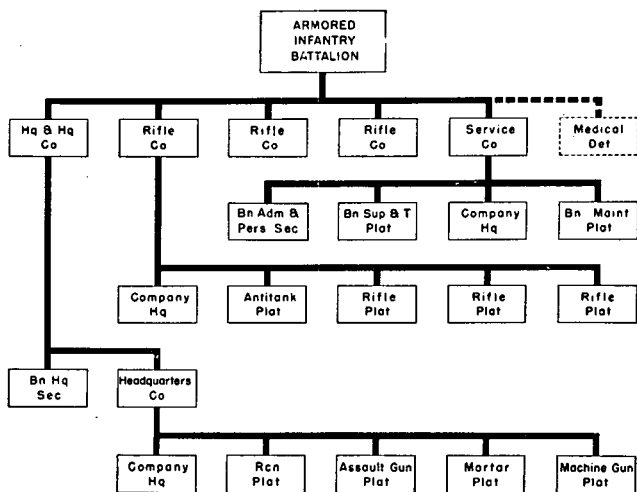 ARMORED
INFANTRY
BATTALION
Hq & Hq
Co
Rifle
Co
Rifle
Co
Rifle
Co
Service
Co
Medical
Det
Bn Adm &
Pers Sec
Bn Sup & T
Plat
Company
Hq
Bn Maint
Plat
Company
Hq
Antitank
Plat
Rifle
Plat
Rifle
Plat
Rifle
Plat
Bn Hq
Sec
Headquarters
Co
Company
Hq
Rcn
Plat
Assault Gun
Plat
Mortar
Plat
Machine Gun
Plat